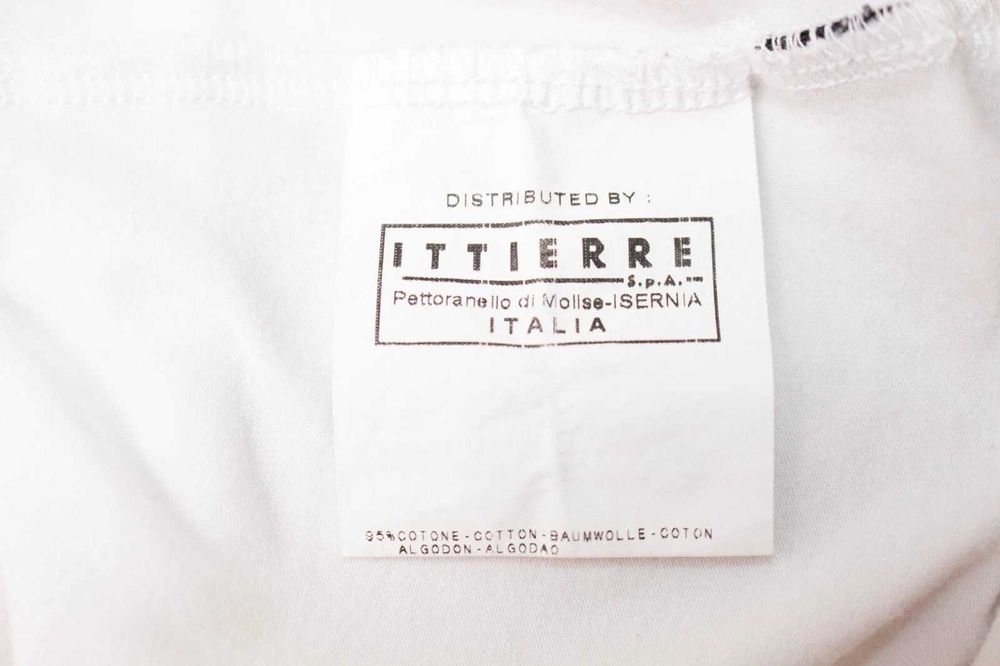 DISTRIBUTED BY :
ITTIERRE
S.p.A.
Pettoranello di Molise-ISERNIA
ITALIA
95%COTONE-COTTON-BAUMWOLLE-COTON
ALGODON-ALGODAO